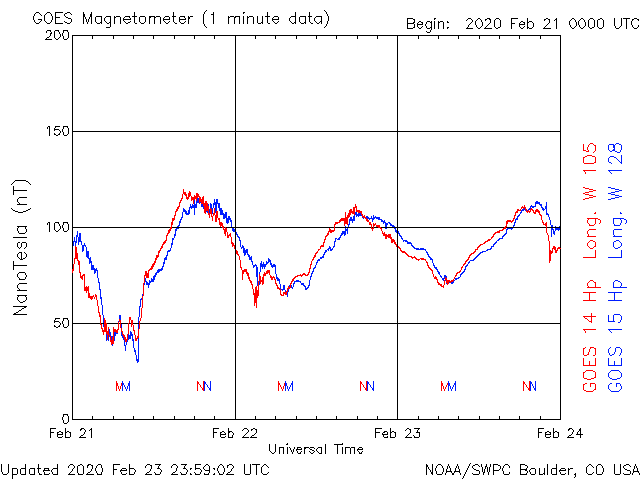 GOES Magnetometer (1 minute data)
Begin: 2020 Feb 21 0000 UTC
200
150
100
50
0
NanoTesla (nT)
MM
NN
MM
NN
MM
NN
Feb 21
Feb 22
Feb 23
Feb 24
Universal Time
GOES 14 Hp Long. W 105
GOES 15 Hp Long. W 128
Updated 2020 Feb 23 23:59:02 UTC
NOAA/SWPC Boulder, CO USA